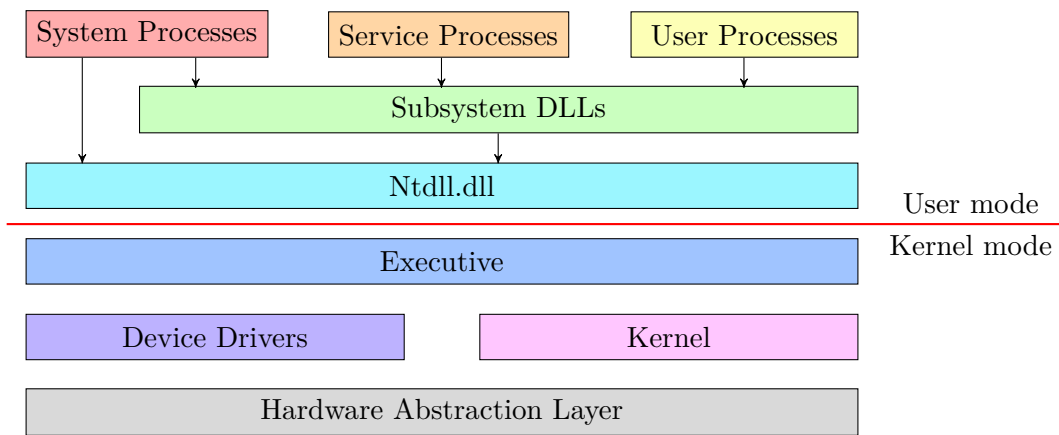 System Processes
Service Processes
User Processes
Subsystem DLLs
Ntdll.dll
User mode
Kernel mode
Executive
Device Drivers
Kernel
Hardware Abstraction Layer